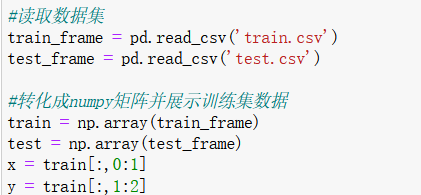 #读取数据集
train_frame = pd.read_csv('train.csv')
test_frame = pd.read_csv('test.csv')
#转化成numpy矩阵并展示训练集数据
train = np.array(train_frame)
test = np.array(test_frame)
x = train[:,0:1]
y = train[:,1:2]